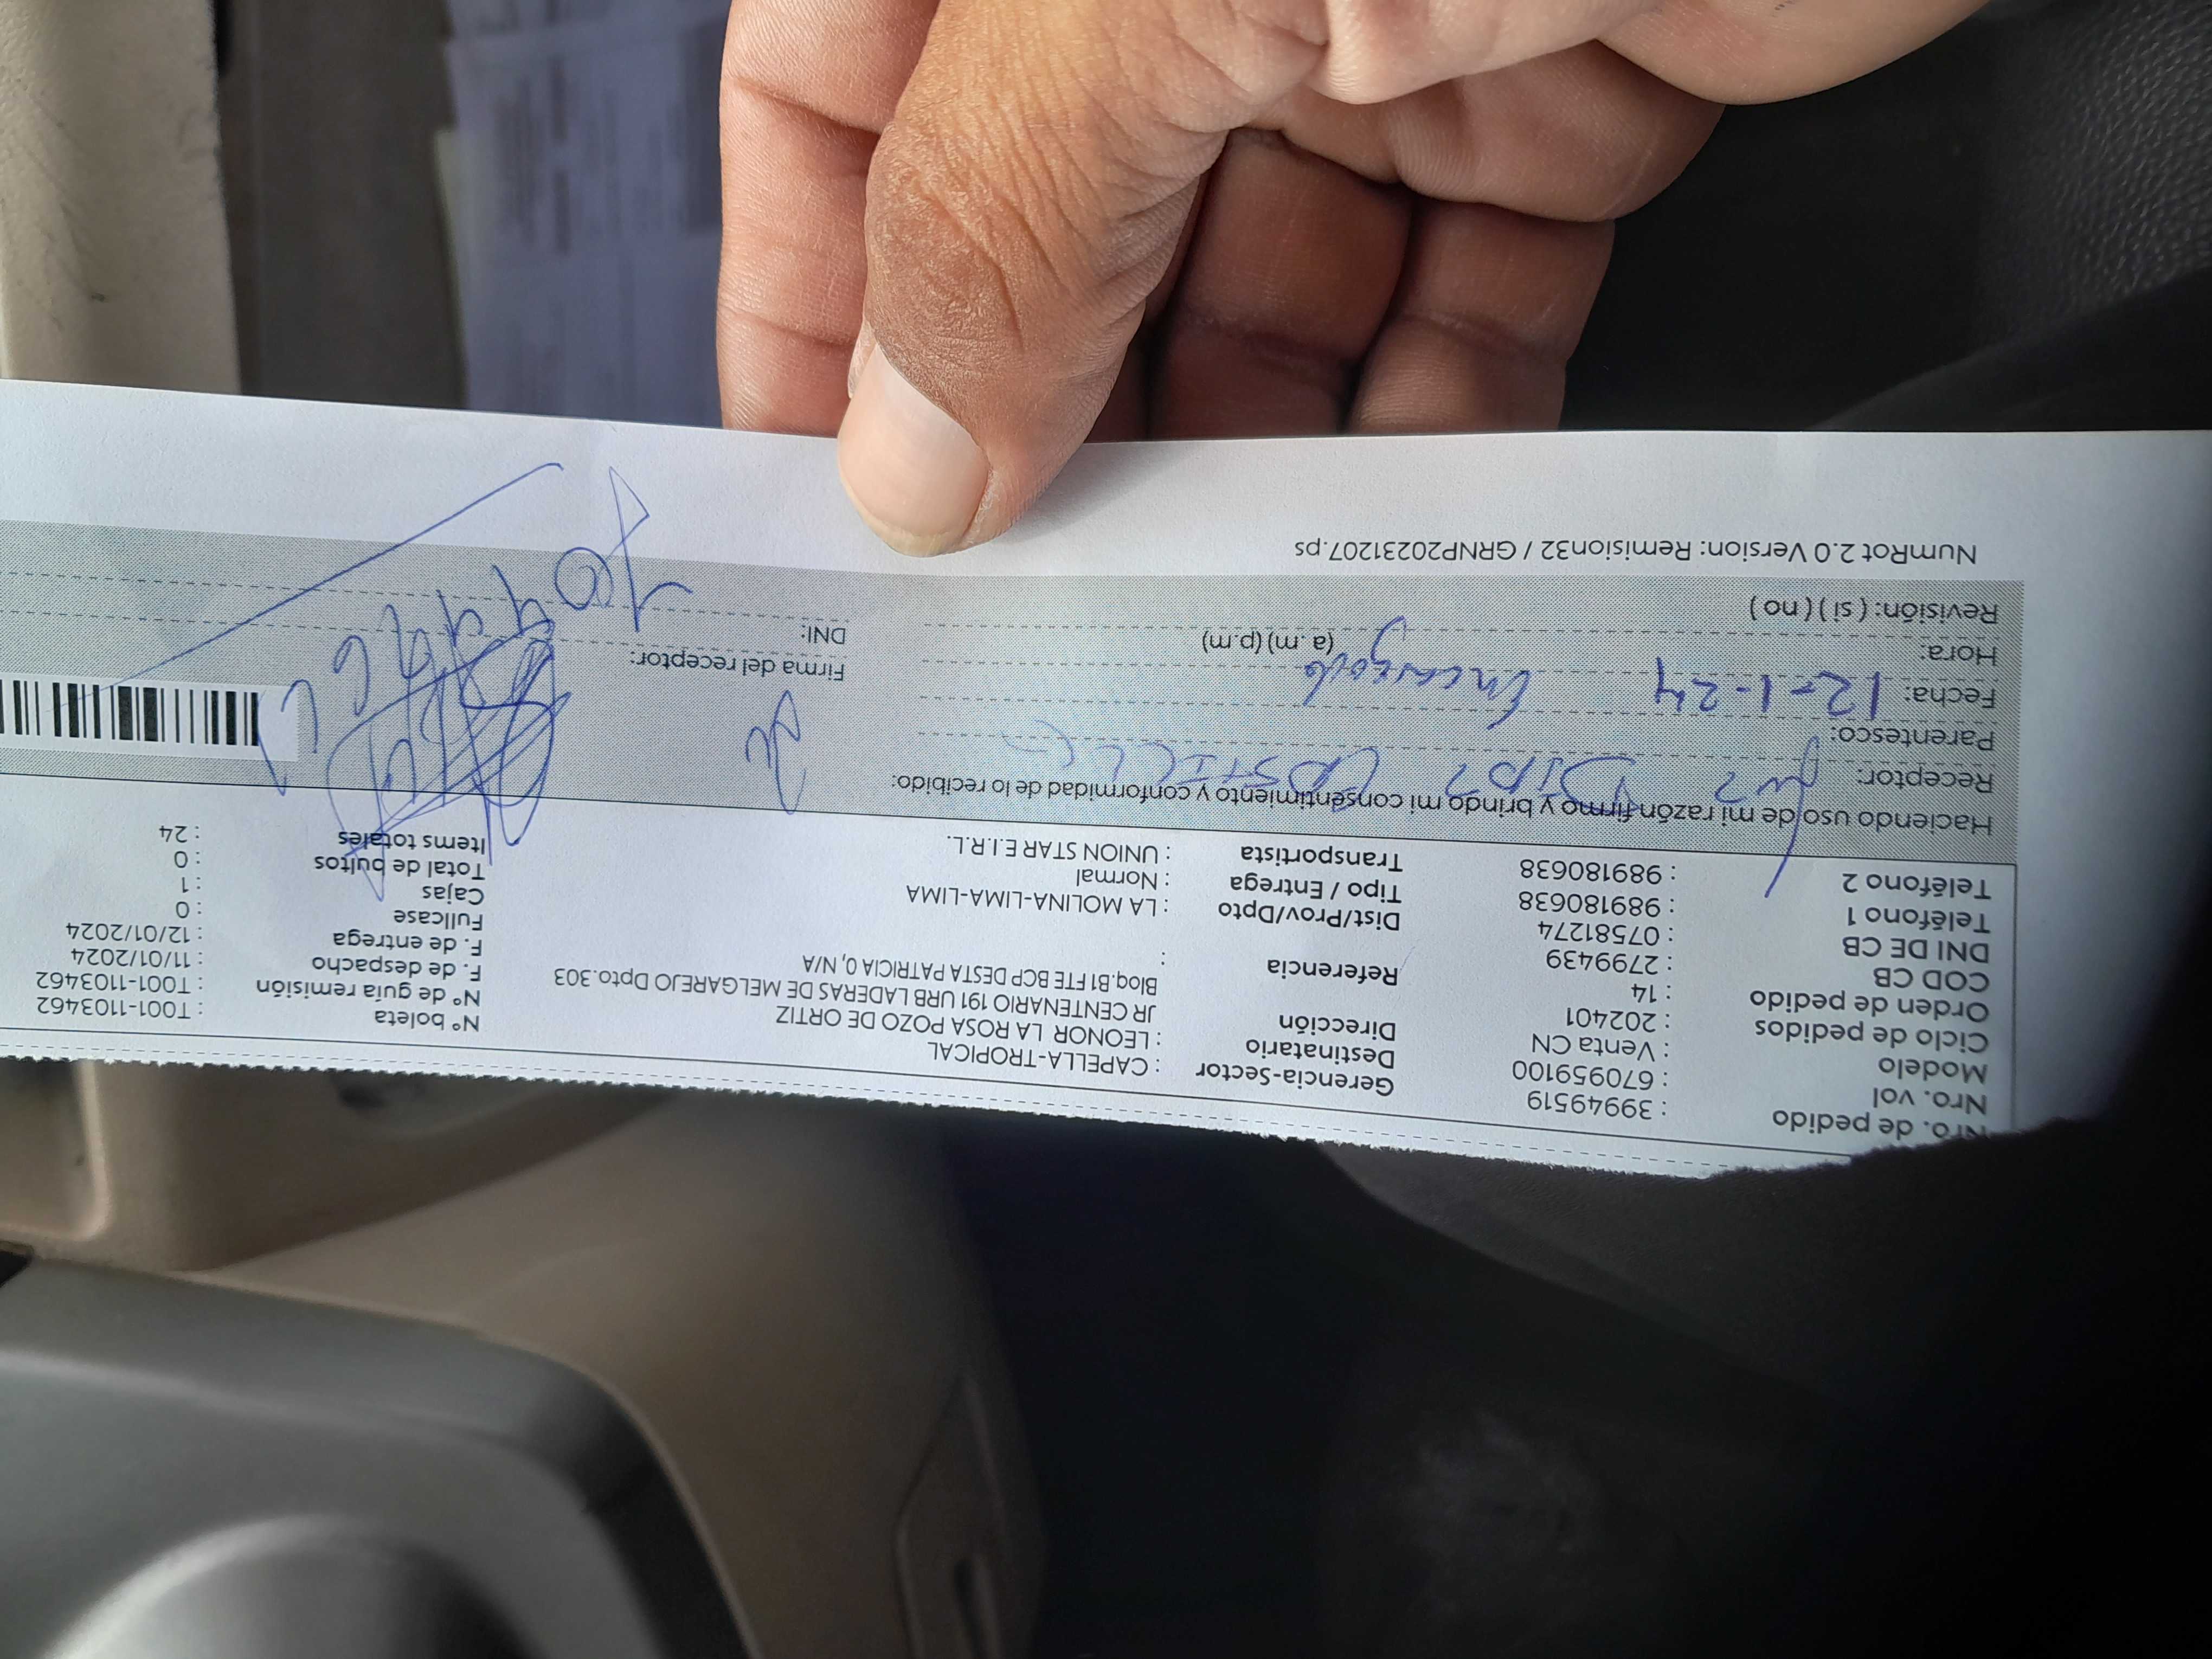 Nro. de pedido : 39949519
Nro. vol : 670959100
Modelo : Venta CN
Ciclo de pedidos : 202401
Orden de pedido : 14
COD CB : 2799439
DNI DE CB : 07581274
Teléfono 1 : 989180638
Teléfono 2 : 989180638
Gerencia-Sector : CAPELLA-TROPICAL
Destinatario : LEONOR LA ROSA POZO DE ORTIZ
Dirección JR CENTENARIO 191 URB LADERAS DE MELGAREJO Dpto.303
Bloq.B1 FTE BCP DESTA PATRICIA 0, N/A
Referencia :
Dist/Prov/Dpto : LA MOLINA-LIMA-LIMA
Tipo / Entrega : Normal
Transportista : UNION STAR E.I.R.L.
Nº boleta : T001-1103462
Nº de guía remisión : T001-1103462
F. de despacho : 11/01/2024
F. de entrega : 12/01/2024
Fullcase : 0
Cajas : 1
Total de bultos : 0
Items totales : 24
Haciendo uso de mi razón firmo y brindo mi consentimiento y conformidad de lo recibido:
Receptor:
Parentesco:
Fecha: 12-1-24 Encargado
Hora: (a. m) (p.m)
Revisión: ( si ) ( no )
Firma del receptor:
DNI:
NumRot 2.0 Version: Remision32 / GRNP20231207.ps